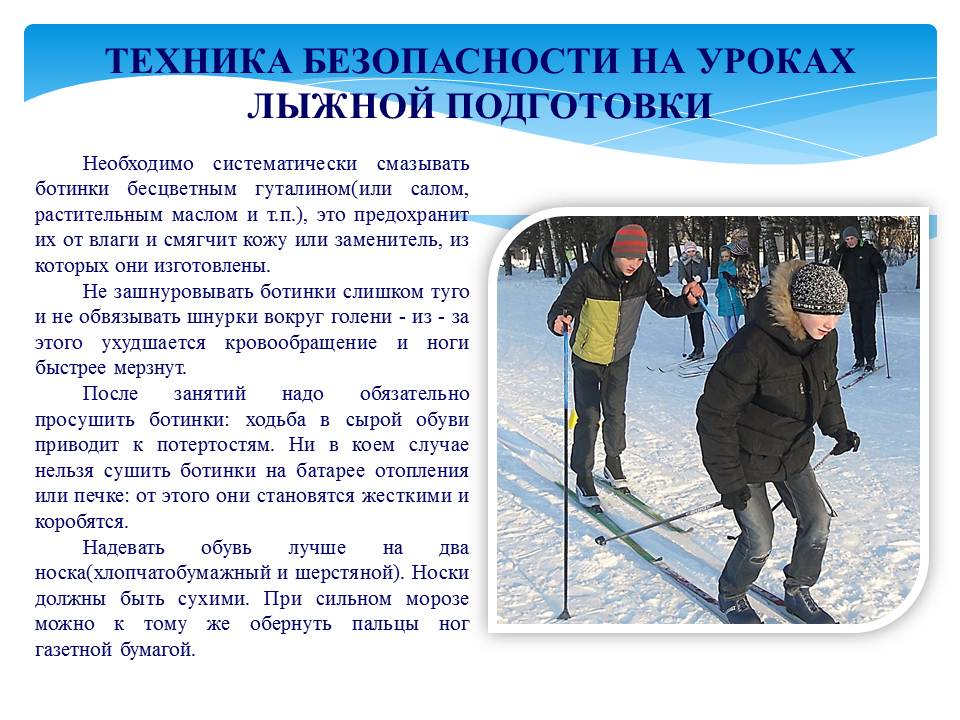 ТЕХНИКА БЕЗОПАСНОСТИ НА УРОКАХ
ЛЫЖНОЙ ПОДГОТОВКИ
Необходимо систематически смазывать
ботинки бесцветным гуталином(или салом,
растительным маслом и т.п.), это предохранит
их от влаги и смягчит кожу или заменитель, из
которых они изготовлены.
Не зашнуровывать ботинки слишком туго
и не обвязывать шнурки вокруг голени - из - за
этого ухудшается кровообращение и ноги
быстрее мерзнут.
После занятий надо обязательно
просушить ботинки: ходьба в сырой обуви
приводит к потертостям. Ни в коем случае
нельзя сушить ботинки на батарее отопления
или печке: от этого они становятся жесткими и
коробятся.
Надевать обувь лучше на два
носка(хлопчатобумажный и шерстяной). Носки
должны быть сухими. При сильном морозе
можно к тому же обернуть пальцы ног
газетной бумагой.